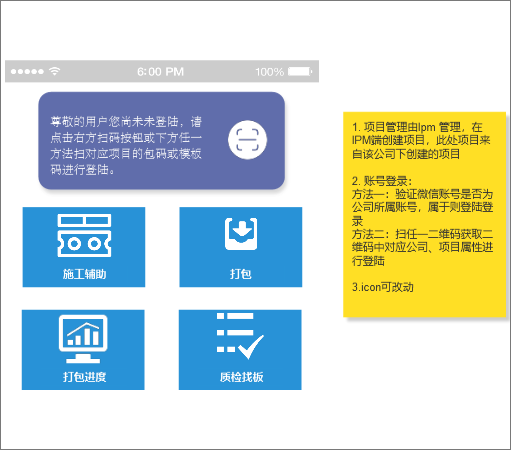 6:00 PM
100%
尊敬的用户您尚未未登陆，请
点击右方扫码按钮或下方任一
方法扫对应项目的包码或模板
码进行登陆。
施工辅助
打包
打包进度
质检找板
1. 项目管理由Ipm 管理，在
IPM端创建项目，此处项目来
自该公司下创建的项目
2. 账号登录：
方法一：验证微信账号是否为
公司所属账号，属于则登陆登
录
方法二：扫任一二维码获取二
维码中对应公司、项目属性进
行登陆
3.icon可改动